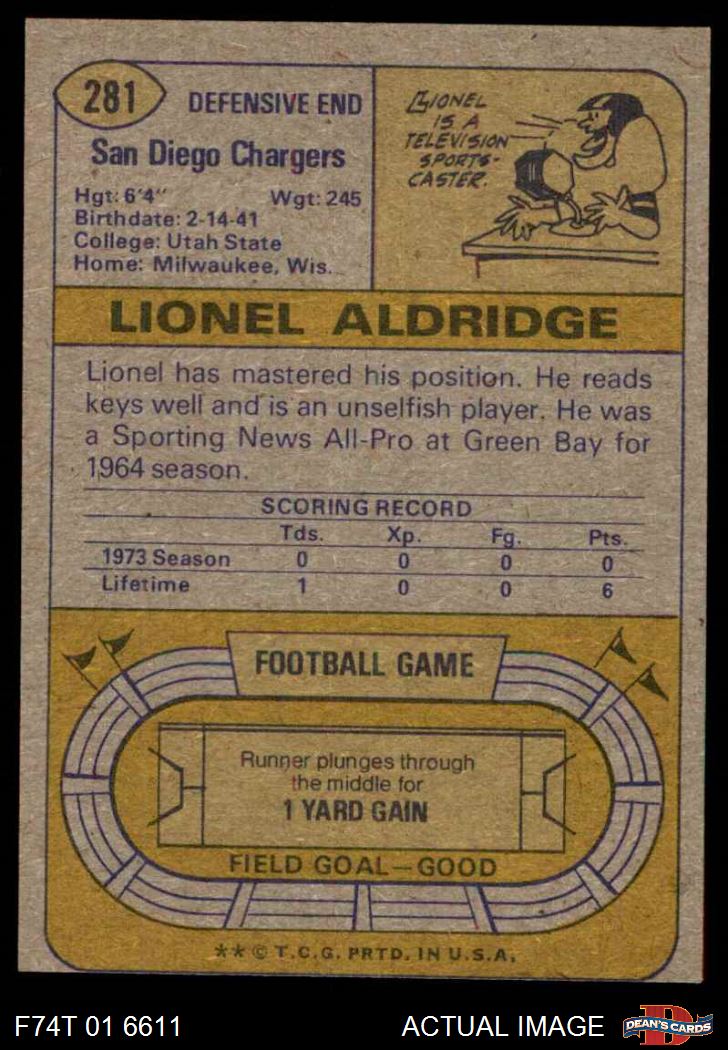 281
DEFENSIVE END
San Diego Chargers
Hgt: 6'4" Wgt: 245
Birthdate: 2-14-41
College: Utah State
Home: Milwaukee, Wis.
LIONEL
IS A
TELEVISION
SPORTS-
CASTER.
LIONEL ALDRIDGE
Lionel has mastered his position. He reads
keys well and is an unselfish player. He was
a Sporting News All-Pro at Green Bay for
1964 season.
SCORING RECORD
Tds. Xp. Fg. Pts.
1973 Season 0 0 0 0
Lifetime 1 0 0 6
FOOTBALL GAME
Runner plunges through
the middle for
1 YARD GAIN
FIELD GOAL—GOOD
** © T.C.G. PRTD. IN U.S.A.
F74T 01 6611 ACTUAL IMAGE
D
DEAN'S CARDS